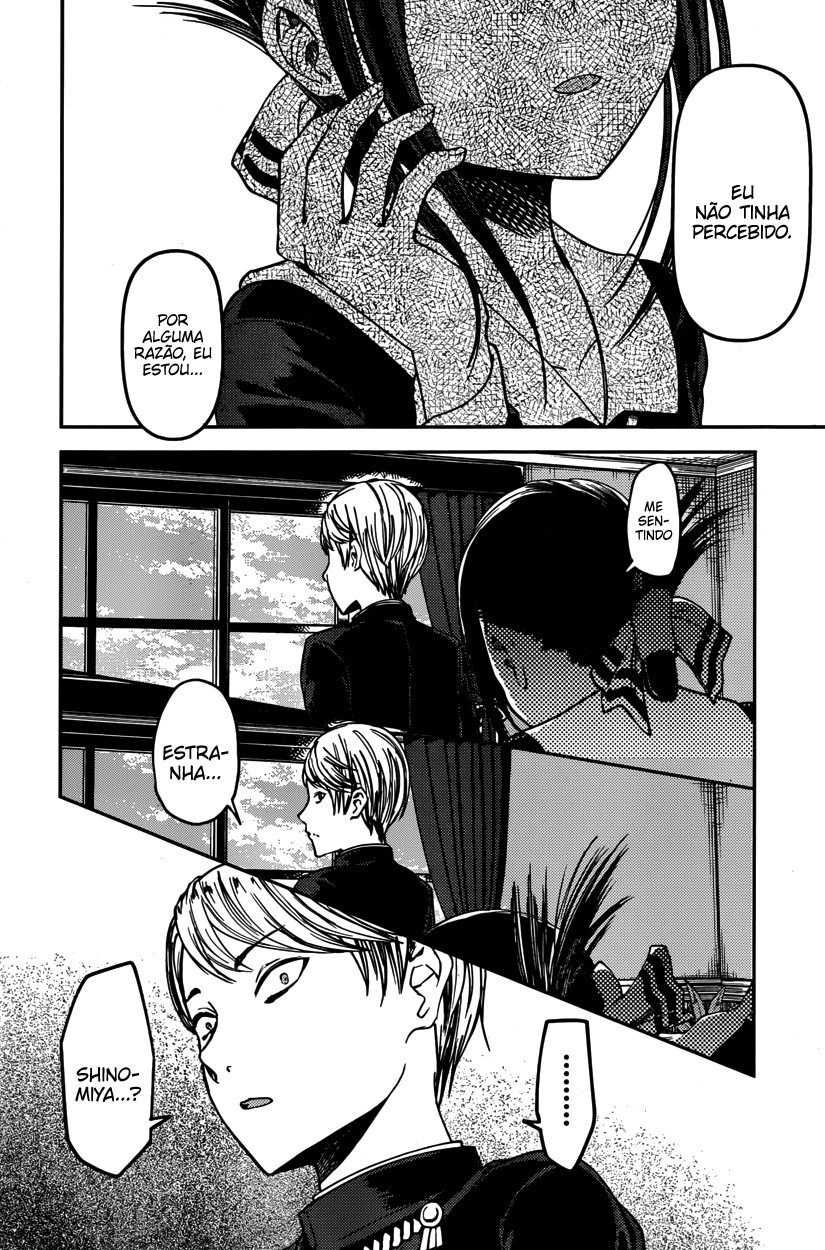 EU
NÃO TINHA
PERCEBIDO.
POR
ALGUMA
RAZÃO, EU
ESTOU...
ME
SEN-
TINDO
ESTRA-
NHA...
.........
SHINO-
MIYA...?